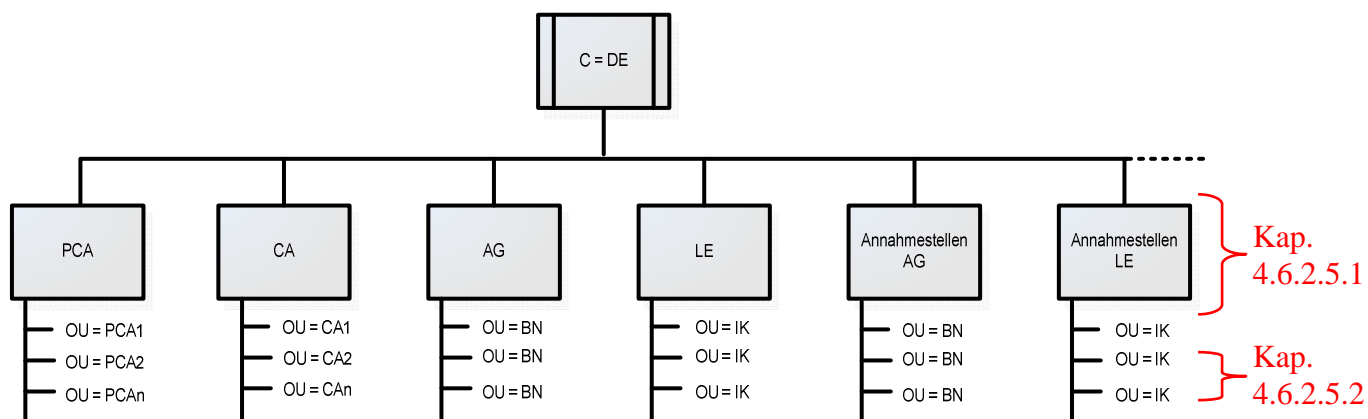 C = DE
PCA
CA
AG
LE
Annahmestellen
AG
Annahmestellen
LE
Kap.
4.6.2.5.1
OU = PCA1
OU = PCA2
OU = PCAn
OU = CA1
OU = CA2
OU = CAn
OU = BN
OU = BN
OU = BN
OU = IK
OU = IK
OU = IK
OU = BN
OU = BN
OU = BN
OU = IK
OU = IK
OU = IK
Kap.
4.6.2.5.2